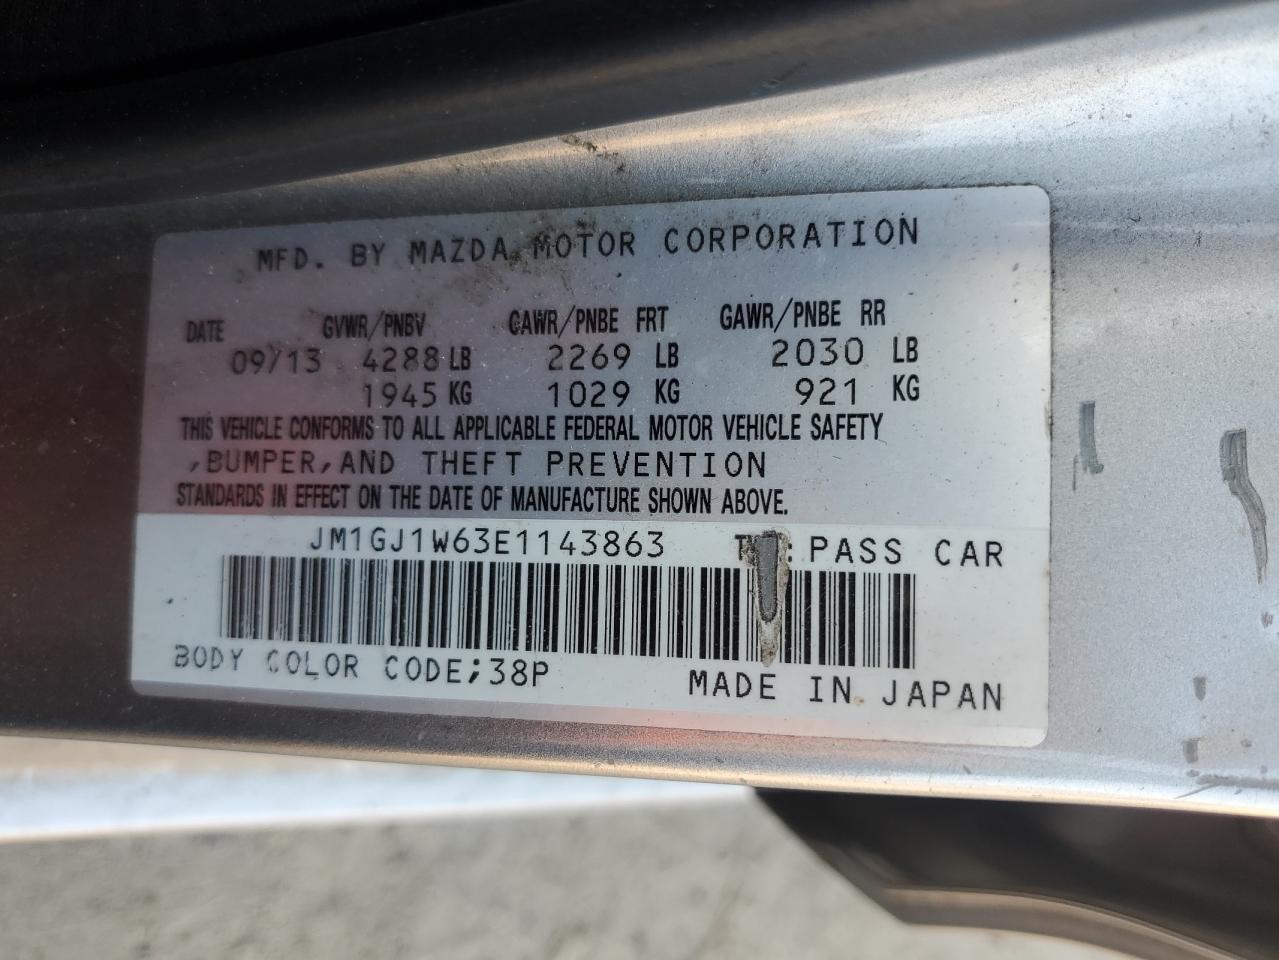 MFD. BY MAZDA MOTOR CORPORATION
DATE GVWR/PNBV GAWR/PNBE FRT GAWR/PNBE RR
09/13 4288 LB 2269 LB 2030 LB
1945 KG 1029 KG 921 KG
THIS VEHICLE CONFORMS TO ALL APPLICABLE FEDERAL MOTOR VEHICLE SAFETY
,BUMPER,AND THEFT PREVENTION
STANDARDS IN EFFECT ON THE DATE OF MANUFACTURE SHOWN ABOVE.
JM1GJ1W63E1143863 :PASS CAR
BODY COLOR CODE;38P MADE IN JAPAN